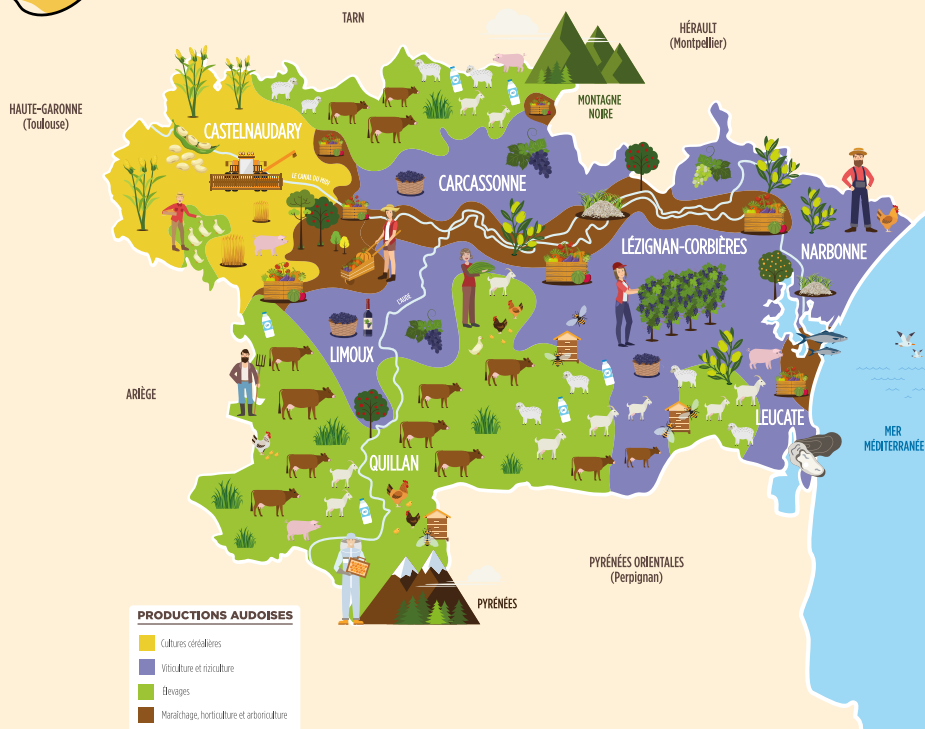 TARN
HÉRAULT
(Montpellier)
HAUTE-GARONNE
(Toulouse)
MONTAGNE
NOIRE
CASTELNAUDARY
LE CANAL DU MIDI
CARCASSONNE
LÉZIGNAN-CORBIÈRES
NARBONNE
L'AUDE
LIMOUX
ARIÈGE
LEUCATE
MER
MÉDITERRANÉE
QUILLAN
PYRÉNÉES ORIENTALES
(Perpignan)
PYRÉNÉES
PRODUCTIONS AUDOISES
Cultures céréalières
Viticulture et riziculture
Élevages
Maraîchage, horticulture et arboriculture